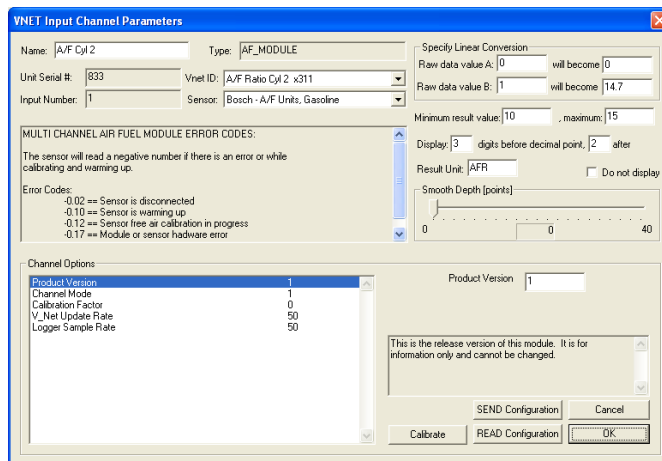 VNET Input Channel Parameters
Name: A/F Cyl 2 Type: AF_MODULE
Unit Serial #: 833 Vnet ID: A/F Ratio Cyl 2 x311
Input Number: 1 Sensor: Bosch - A/F Units, Gasoline
Specify Linear Conversion
Raw data value A: 0 will become 0
Raw data value B: 1 will become 14.7
Minimum result value: 10 , maximum: 15
Display: 3 digits before decimal point, 2 after
Result Unit: AFR Do not display
Smooth Depth [points]
0 0 40
MULTI CHANNEL AIR FUEL MODULE ERROR CODES:
The sensor will read a negative number if there is an error or while
calibrating and warming up.
Error Codes:
-0.02 == Sensor is disconnected
-0.10 == Sensor is warming up
-0.12 == Sensor free air calibration in progress
-0.17 == Module or sensor hadware error
Channel Options
Product Version 1
Channel Mode 1
Calibration Factor 0
V_Net Update Rate 50
Logger Sample Rate 50
Product Version 1
This is the release version of this module. It is for
information only and cannot be changed.
SEND Configuration Cancel
Calibrate READ Configuration OK